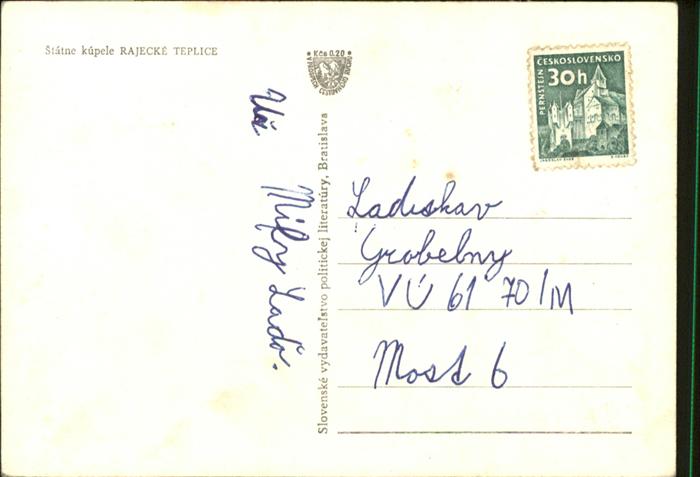 Štátne kúpele RAJECKÉ TEPLICE
Kčs 0.20
Slovenské vydavateľstvo politickej literatúry, Bratislava
Milý Laďo.
ČESKOSLOVENSKO
PERNŠTEJN
30h
Ladislav
Grobelny
VÚ 61 70/M
Most 6